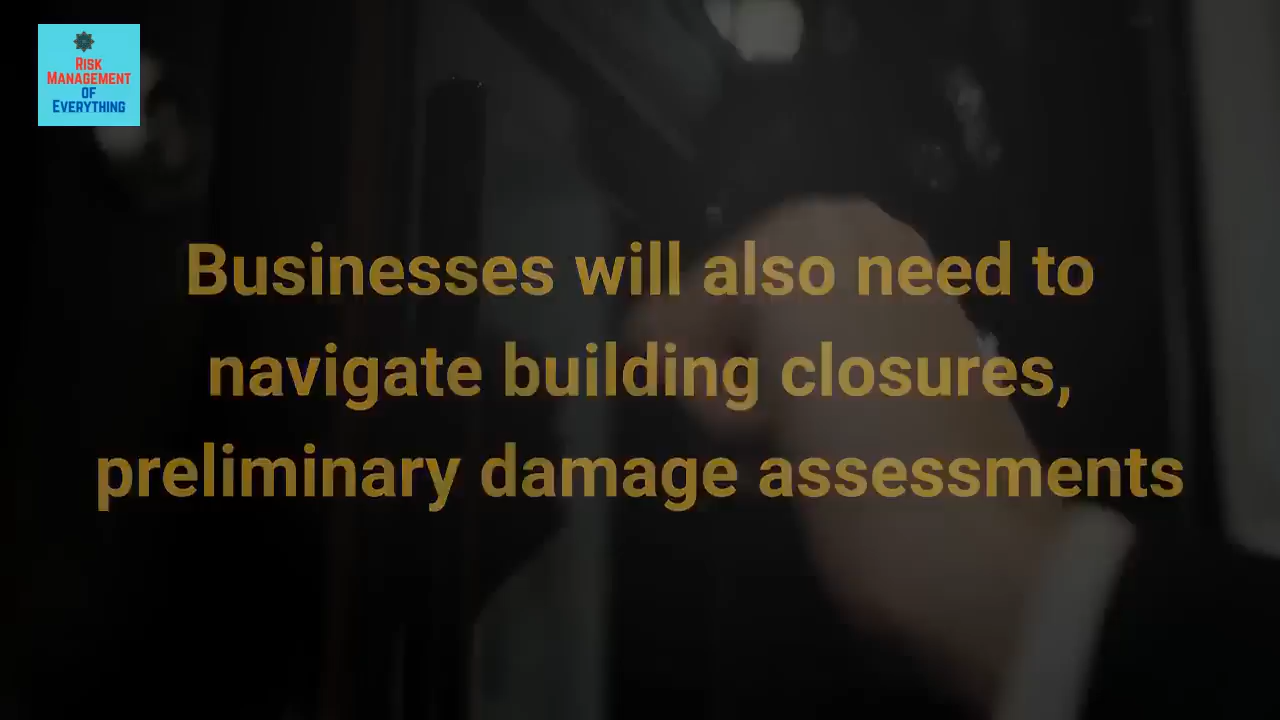 Risk
Management
of
Everything
Businesses will also need to
navigate building closures,
preliminary damage assessments